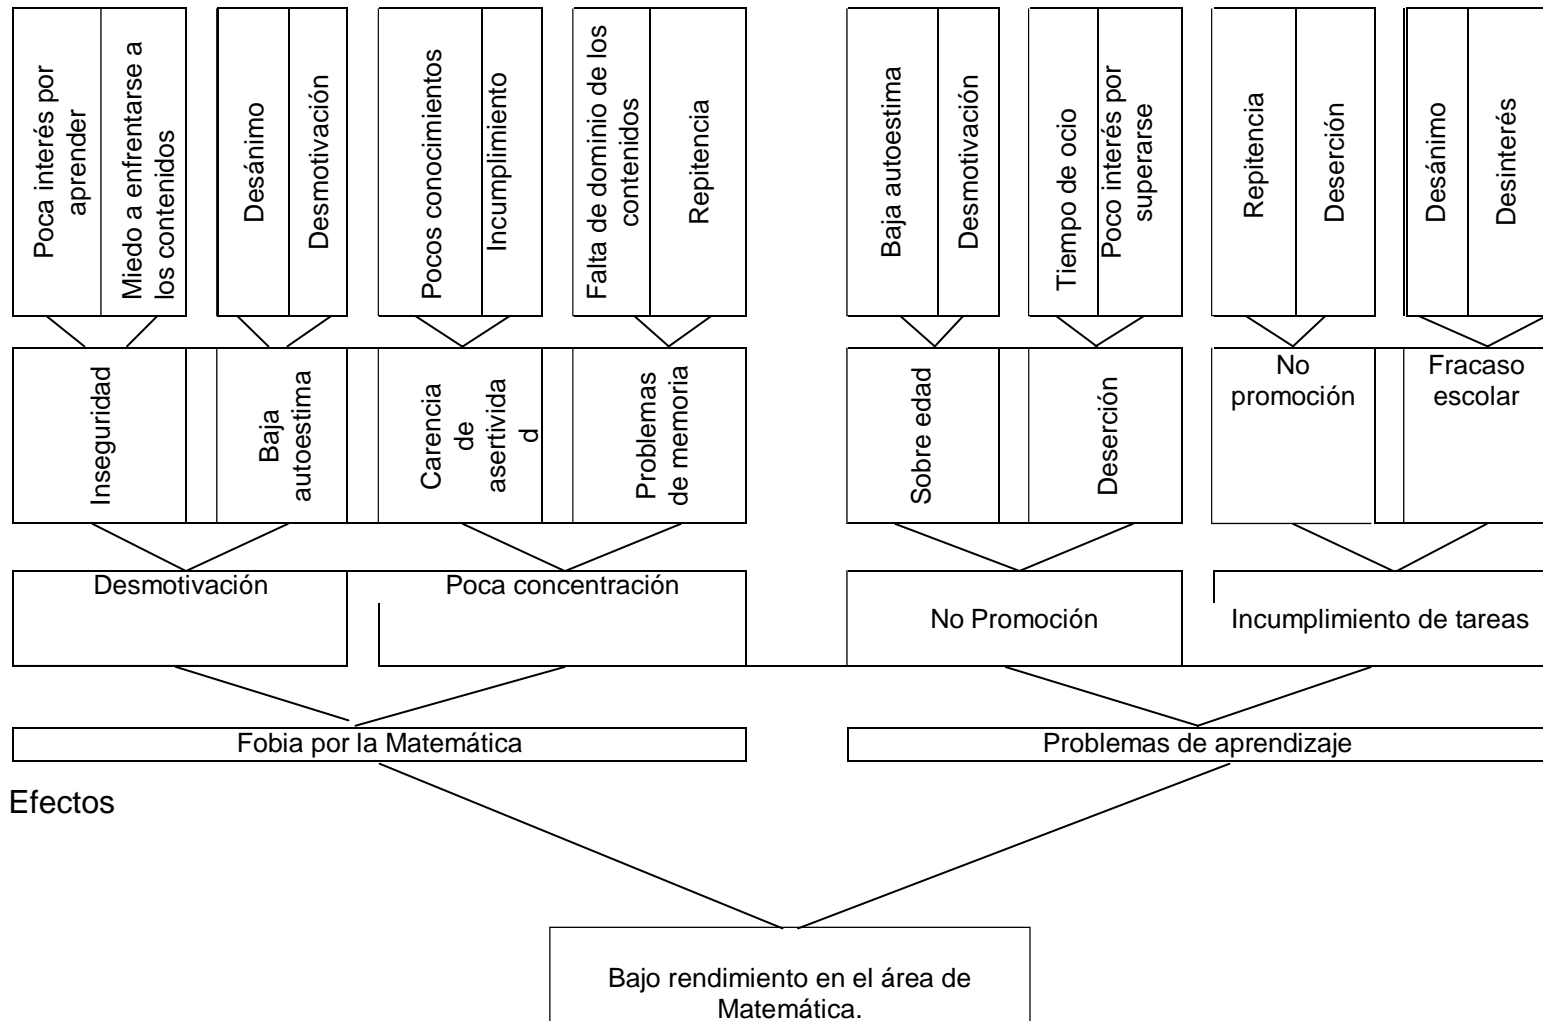 Poca interés por
aprender
Miedo a enfrentarse a
los contenidos
Desánimo
Desmotivación
Pocos conocimientos
Incumplimiento
Falta de dominio de los
contenidos
Repitencia
Baja autoestima
Desmotivación
Tiempo de ocio
Poco interés por
superarse
Repitencia
Deserción
Desánimo
Desinterés
Inseguridad
Baja
autoestima
Carencia
de
asertivida
d
Problemas
de memoria
Sobre edad
Deserción
No
promoción
Fracaso
escolar
Desmotivación
Poca concentración
No Promoción
Incumplimiento de tareas
Fobia por la Matemática
Problemas de aprendizaje
Efectos
Bajo rendimiento en el área de
Matemática.